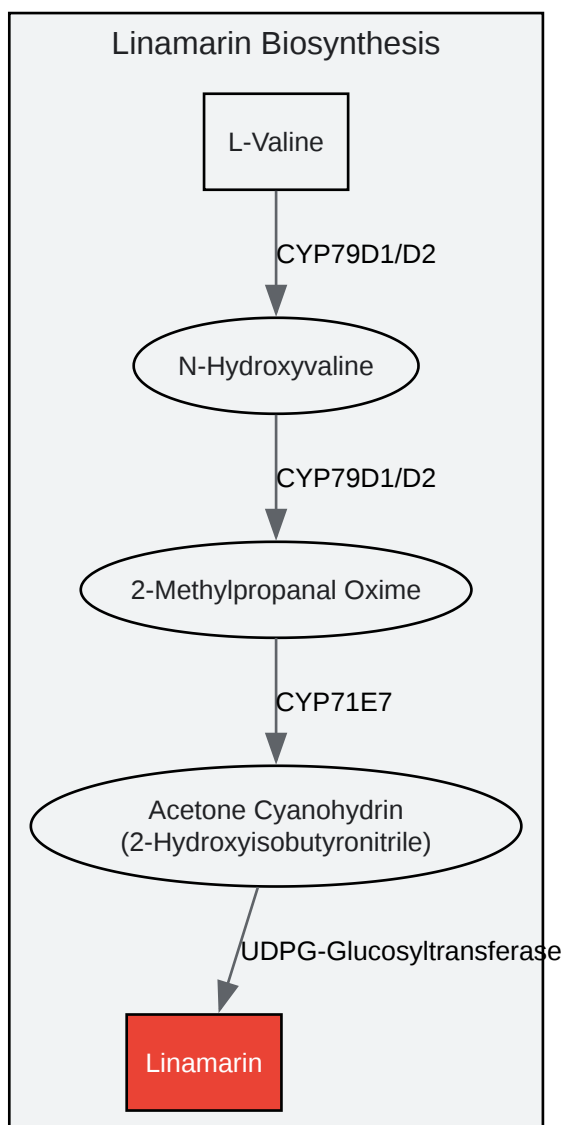 Linamarin Biosynthesis
L-Valine
CYP79D1/D2
N-Hydroxyvaline
CYP79D1/D2
2-Methylpropanal Oxime
CYP71E7
Acetone Cyanohydrin
(2-Hydroxyisobutyronitrile)
UDPG-Glucosyltransferase
Linamarin